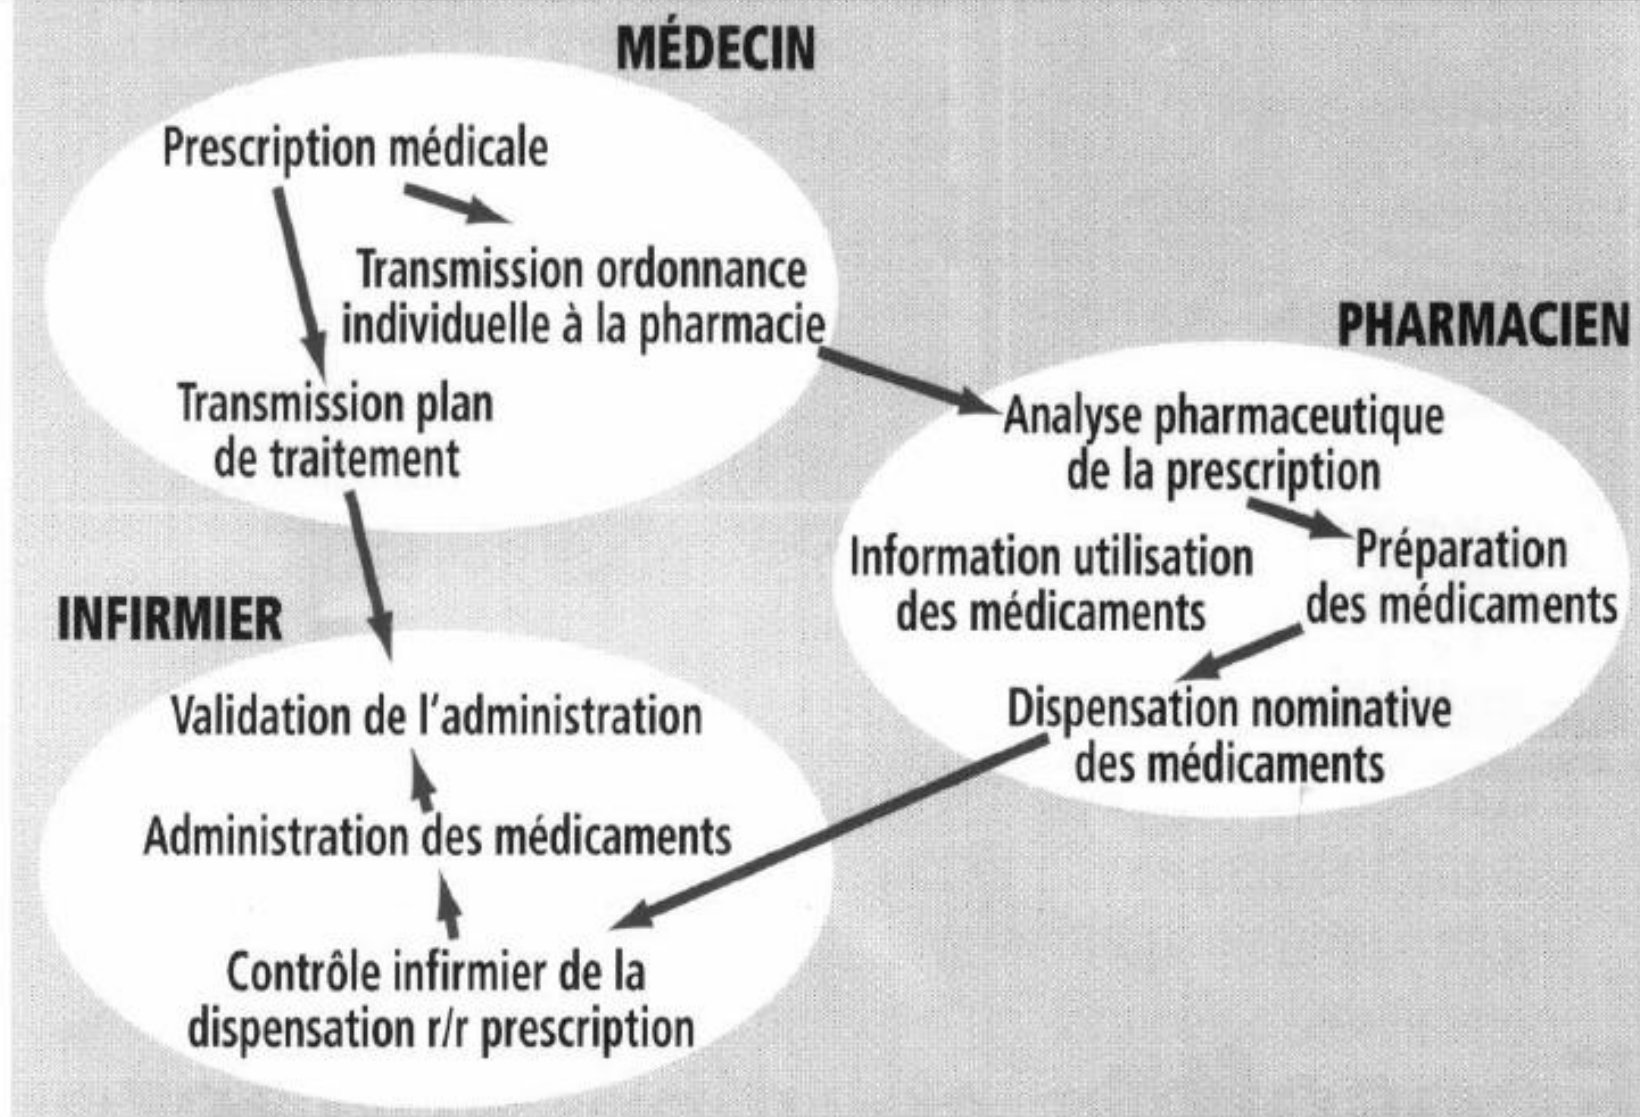 MÉDECIN
Prescription médicale
Transmission ordonnance
individuelle à la pharmacie
Transmission plan
de traitement
PHARMACIEN
Analyse pharmaceutique
de la prescription
Information utilisation
des médicaments
Préparation
des médicaments
Dispensation nominative
des médicaments
INFIRMIER
Validation de l'administration
Administration des médicaments
Contrôle infirmier de la
dispensation r/r prescription